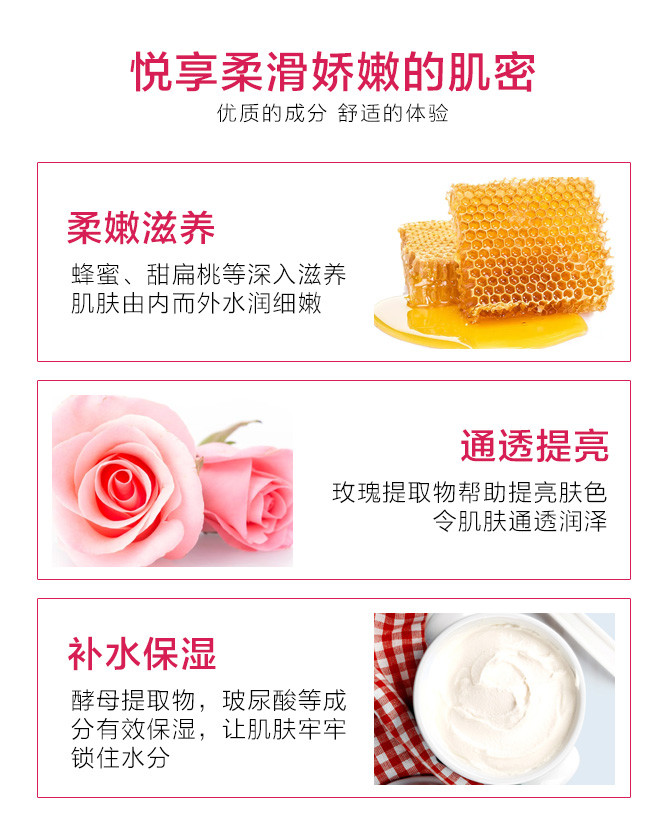 悦享柔滑娇嫩的肌密
优质的成分 舒适的体验
柔嫩滋养
蜂蜜、甜扁桃等深入滋养
肌肤由内而外水润细嫩
通透提亮
玫瑰提取物帮助提亮肤色
令肌肤通透润泽
补水保湿
酵母提取物，玻尿酸等成
分有效保湿，让肌肤牢牢
锁住水分